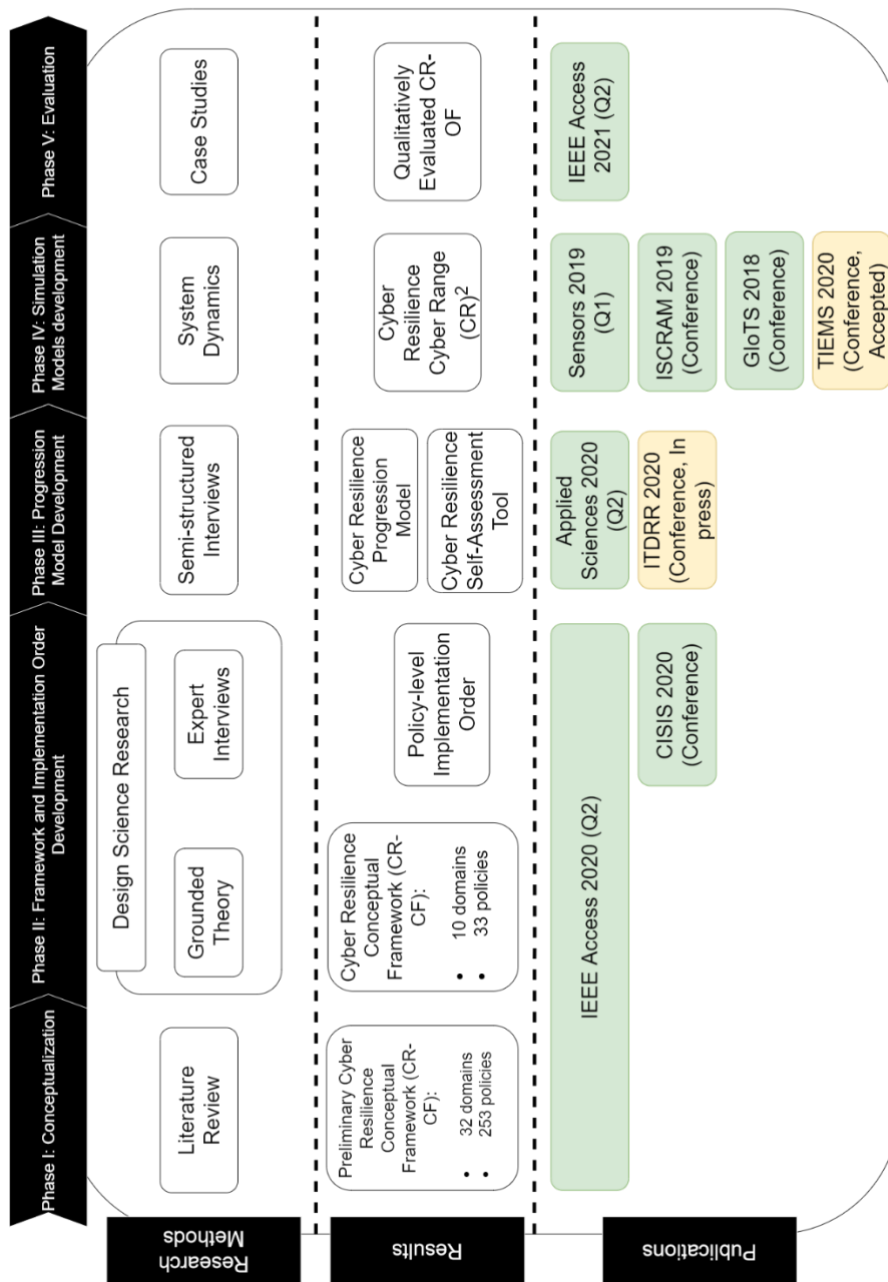 Phase I: Conceptualization
Phase II: Framework and Implementation Order
Development
Phase III: Progression
Model Development
Phase IV: Simulation
Models development
Phase V: Evaluation
Research
Methods
Literature
Review
Design Science Research
Grounded
Theory
Expert
Interviews
Semi-structured
Interviews
System
Dynamics
Case Studies
Results
Preliminary Cyber
Resilience
Conceptual
Framework (CR-
CF):
• 32 domains
• 253 policies
Cyber Resilience
Conceptual
Framework (CR-
CF):
• 10 domains
• 33 policies
Policy-level
Implementation
Order
Cyber Resilience
Progression
Model
Cyber Resilience
Self-Assessment
Tool
Cyber
Resilience
Cyber Range
(CR)²
Qualitatively
Evaluated CR-
OF
Publications
IEEE Access 2020 (Q2)
CISIS 2020
(Conference)
Applied
Sciences 2020
(Q2)
ITDRR 2020
(Conference, In
press)
Sensors 2019
(Q1)
ISCRAM 2019
(Conference)
GIoTS 2018
(Conference)
TIEMS 2020
(Conference,
Accepted)
IEEE Access
2021 (Q2)